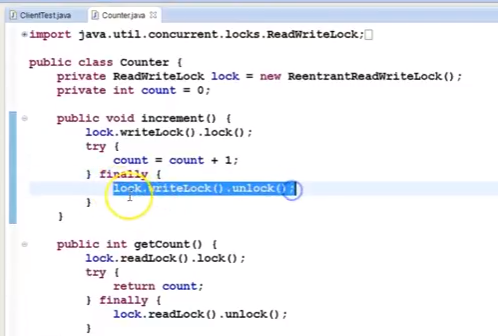 ClientTest.java Counter.java
import java.util.concurrent.locks.ReadWriteLock;
public class Counter {
private ReadWriteLock lock = new ReentrantReadWriteLock();
private int count = 0;
public void increment() {
lock.writeLock().lock();
try {
count = count + 1;
} finally {
lock.writeLock().unlock();
}
}
public int getCount() {
lock.readLock().lock();
try {
return count;
} finally {
lock.readLock().unlock();
}